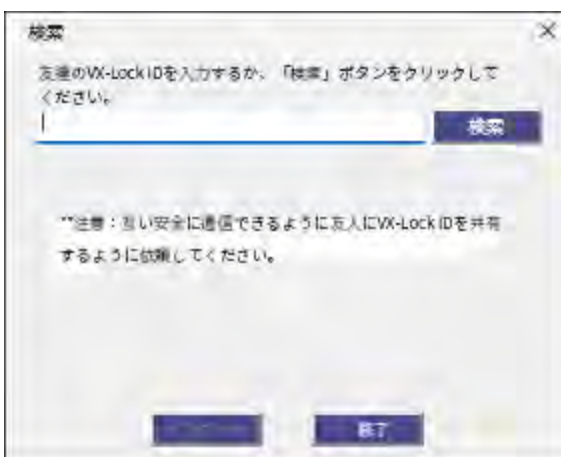 検索
友達のVX-Lock IDを入力するか、「検索」ボタンをクリックして
ください。
検索
**注意：互い安全に通信できるように友人にVX-Lock IDを共有
するように依頼してください。
終了